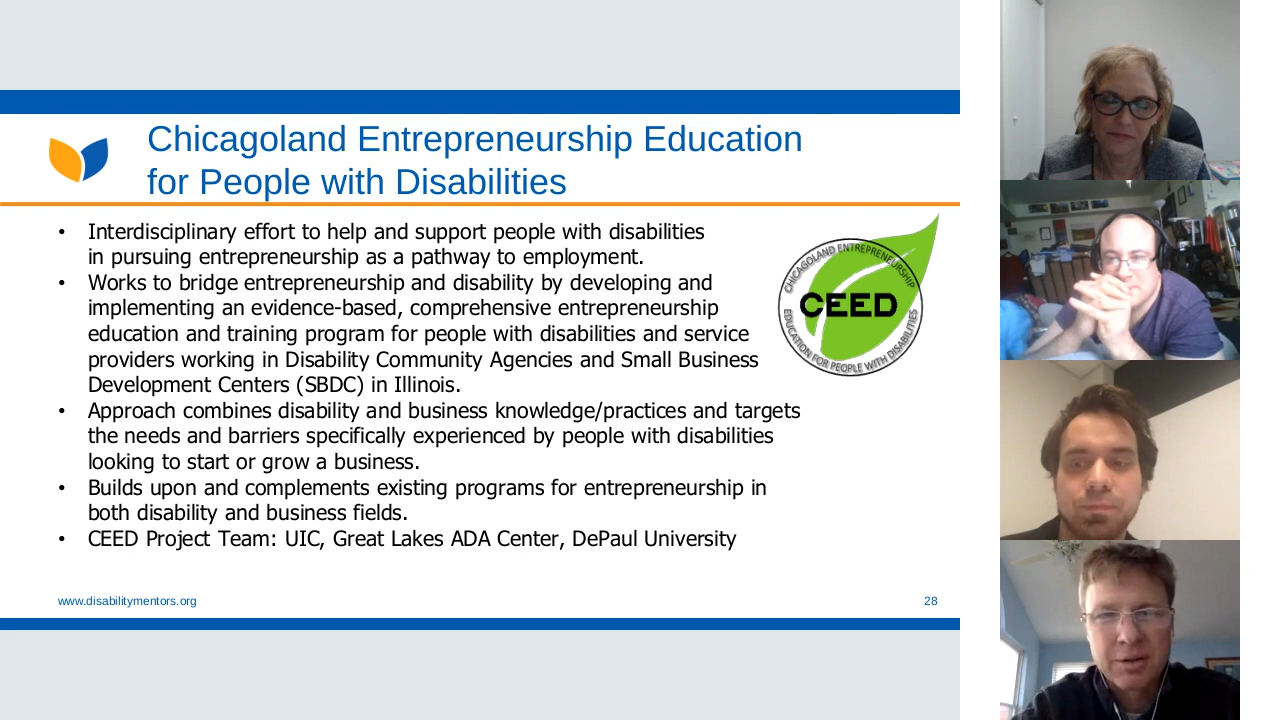 Chicagoland Entrepreneurship Education
for People with Disabilities
• Interdisciplinary effort to help and support people with disabilities
in pursuing entrepreneurship as a pathway to employment.
• Works to bridge entrepreneurship and disability by developing and
implementing an evidence-based, comprehensive entrepreneurship
education and training program for people with disabilities and service
providers working in Disability Community Agencies and Small Business
Development Centers (SBDC) in Illinois.
• Approach combines disability and business knowledge/practices and targets
the needs and barriers specifically experienced by people with disabilities
looking to start or grow a business.
• Builds upon and complements existing programs for entrepreneurship in
both disability and business fields.
• CEED Project Team: UIC, Great Lakes ADA Center, DePaul University
CHICAGOLAND ENTREPRENEURSHIP
CEED
EDUCATION FOR PEOPLE WITH DISABILITIES
www.disabilitymentors.org
28